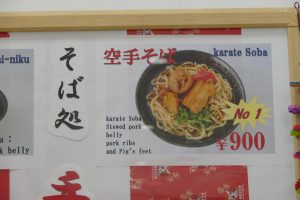 空手そば
karate Soba
karate Soba
Stewed pork
belly
pork ribs
and Pig's feet
No 1
¥900
そば処
i-niku
:
k belly